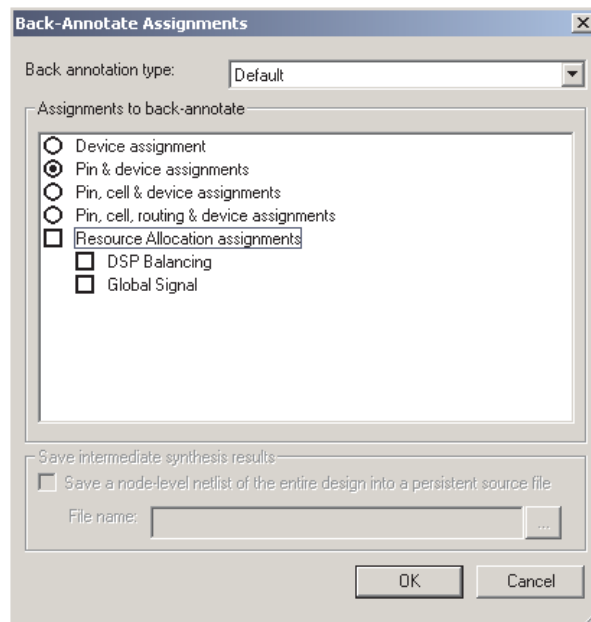 Back-Annotate Assignments
Back annotation type: Default
Assignments to back-annotate
Device assignment
Pin & device assignments
Pin, cell & device assignments
Pin, cell, routing & device assignments
Resource Allocation assignments
DSP Balancing
Global Signal
Save intermediate synthesis results
Save a node-level netlist of the entire design into a persistent source file
File name: ...
OK Cancel